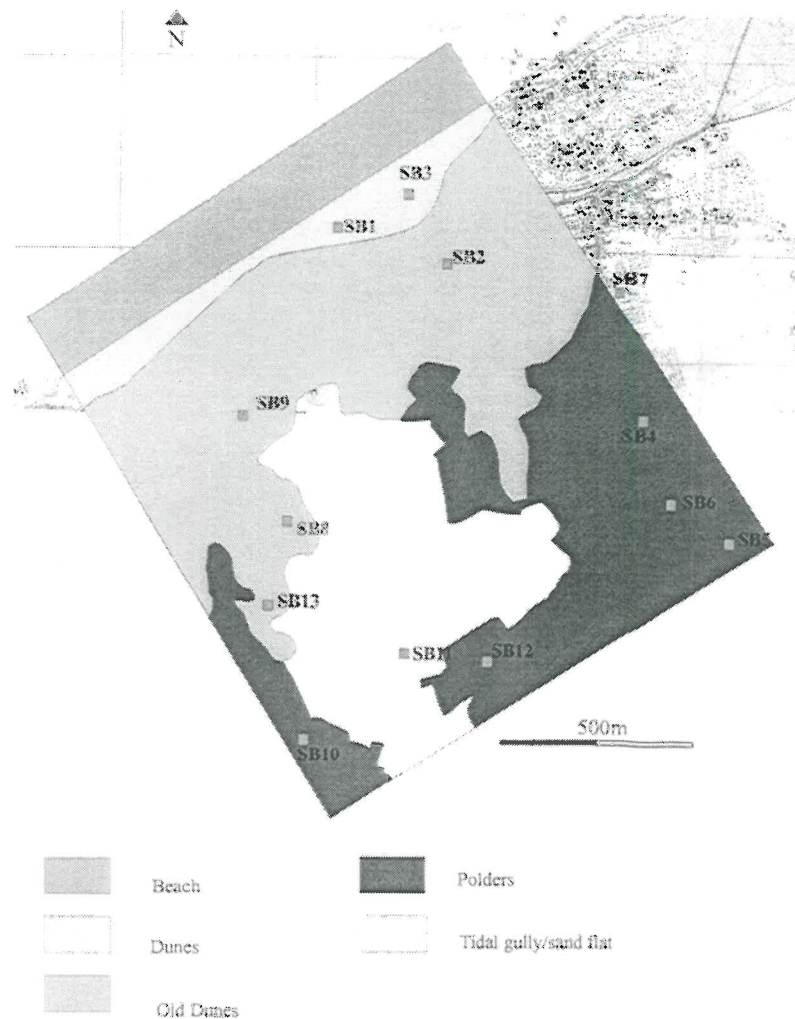 N
SB3
SB1
SB2
SB7
SB9
SB4
SB6
SB8
SB5
SB13
SB11
SB12
SB10
500m
Beach
Polders
Dunes
Tidal gully/sand flat
Old Dunes